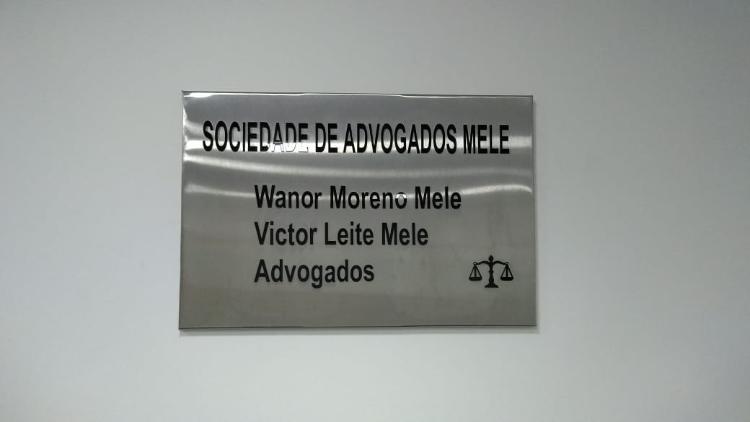 SOCIEDADE DE ADVOGADOS MELE
Wanor Moreno Mele
Victor Leite Mele
Advogados